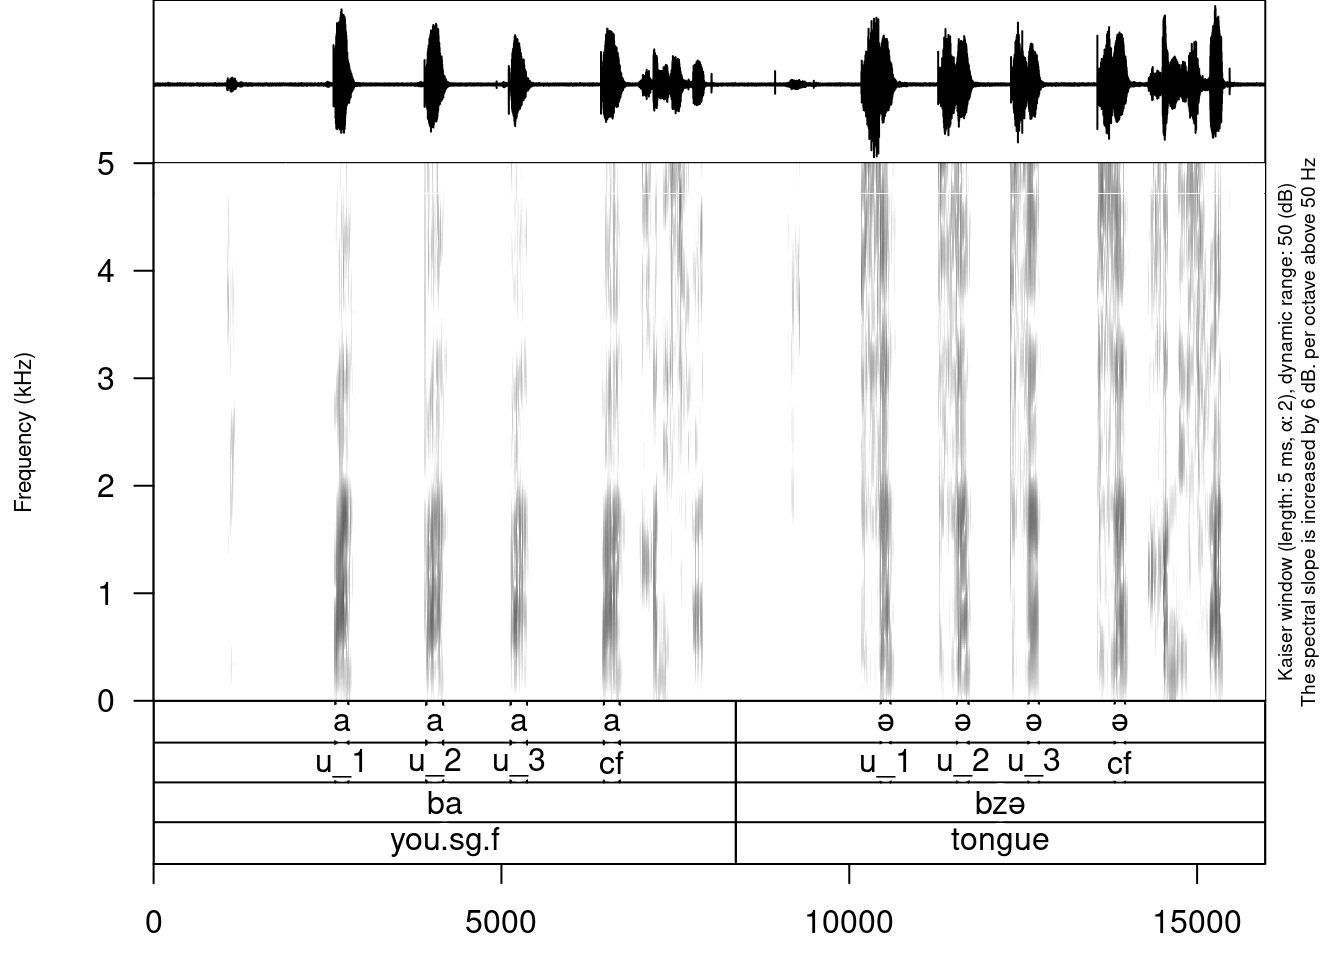 5
4
3
2
1
0
Frequency (kHz)
Kaiser window (length: 5 ms, α: 2), dynamic range: 50 (dB)
The spectral slope is increased by 6 dB. per octave above 50 Hz
a a a a ə ə ə ə
u_1 u_2 u_3 cf u_1 u_2 u_3 cf
ba bzə
you.sg.f tongue
0 5000 10000 15000